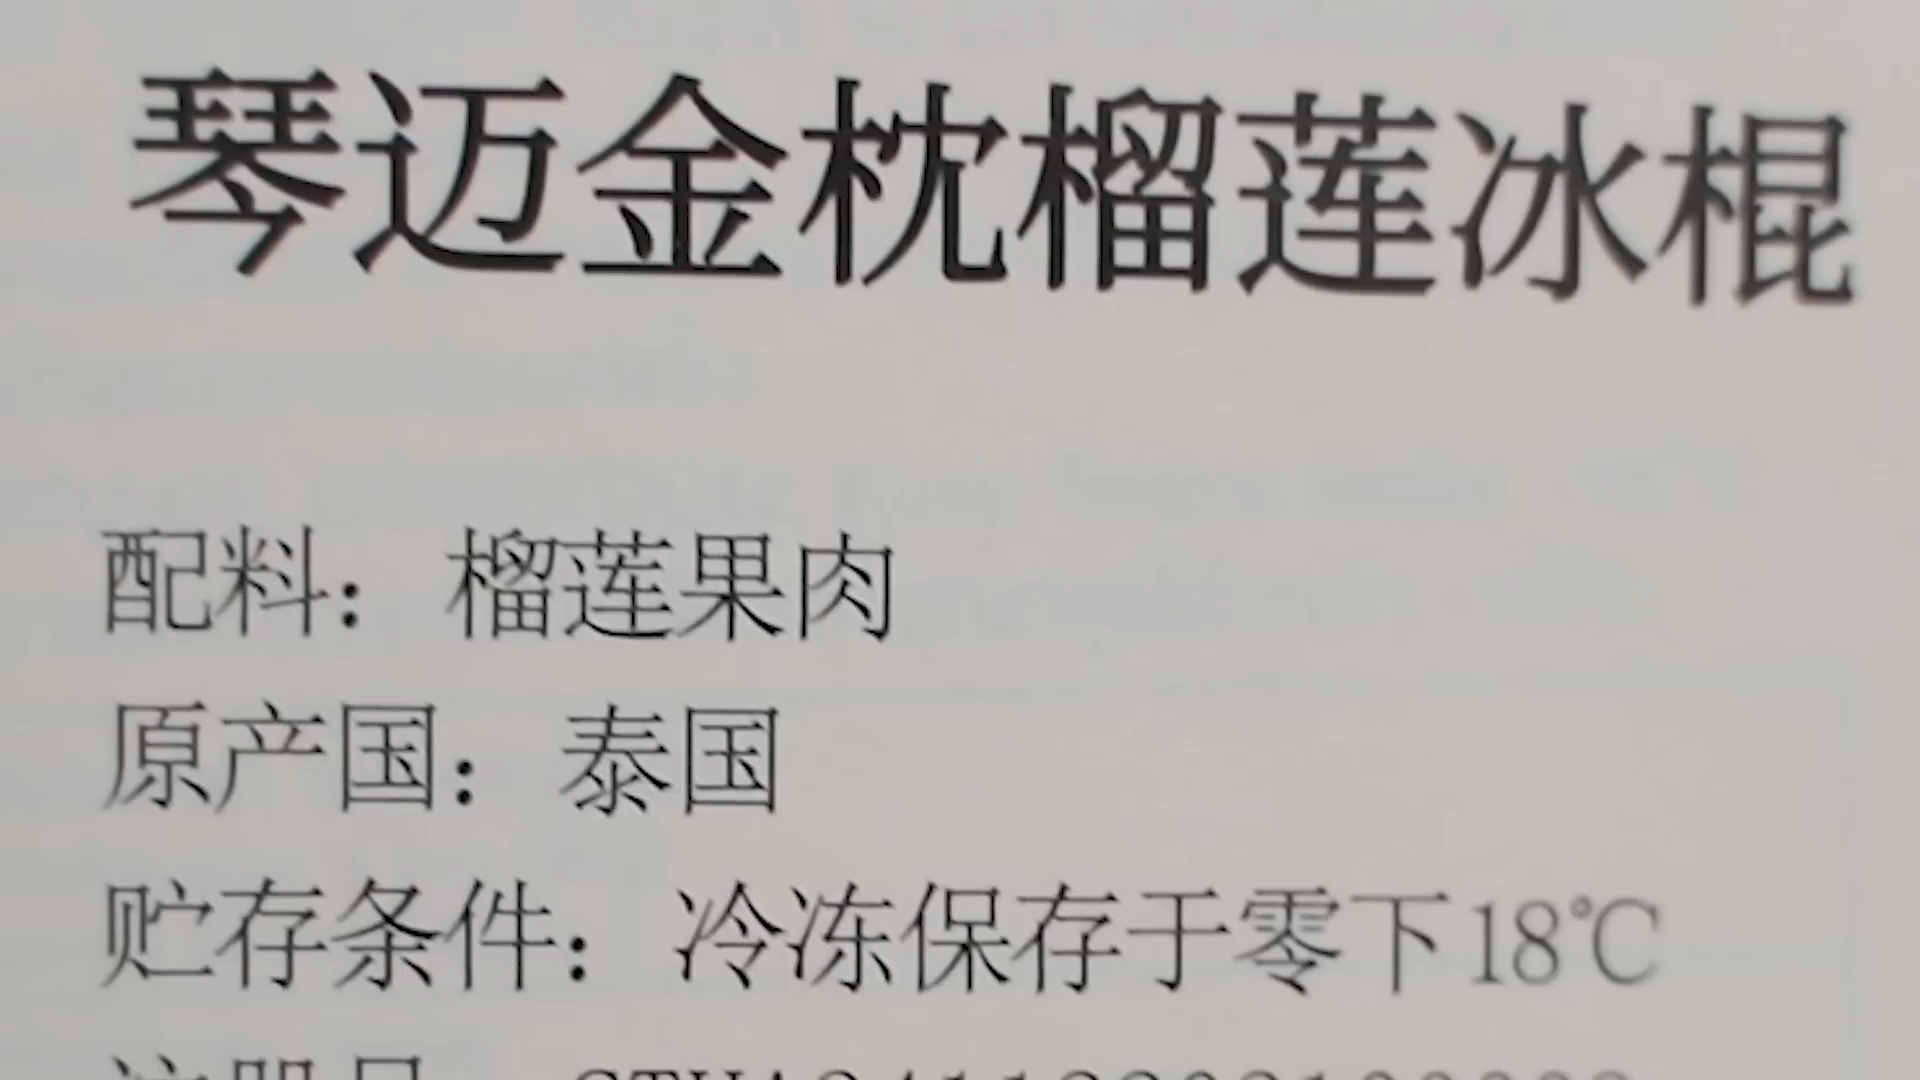 琴迈金枕榴莲冰棍
配料：榴莲果肉
原产国：泰国
贮存条件：冷冻保存于零下18℃